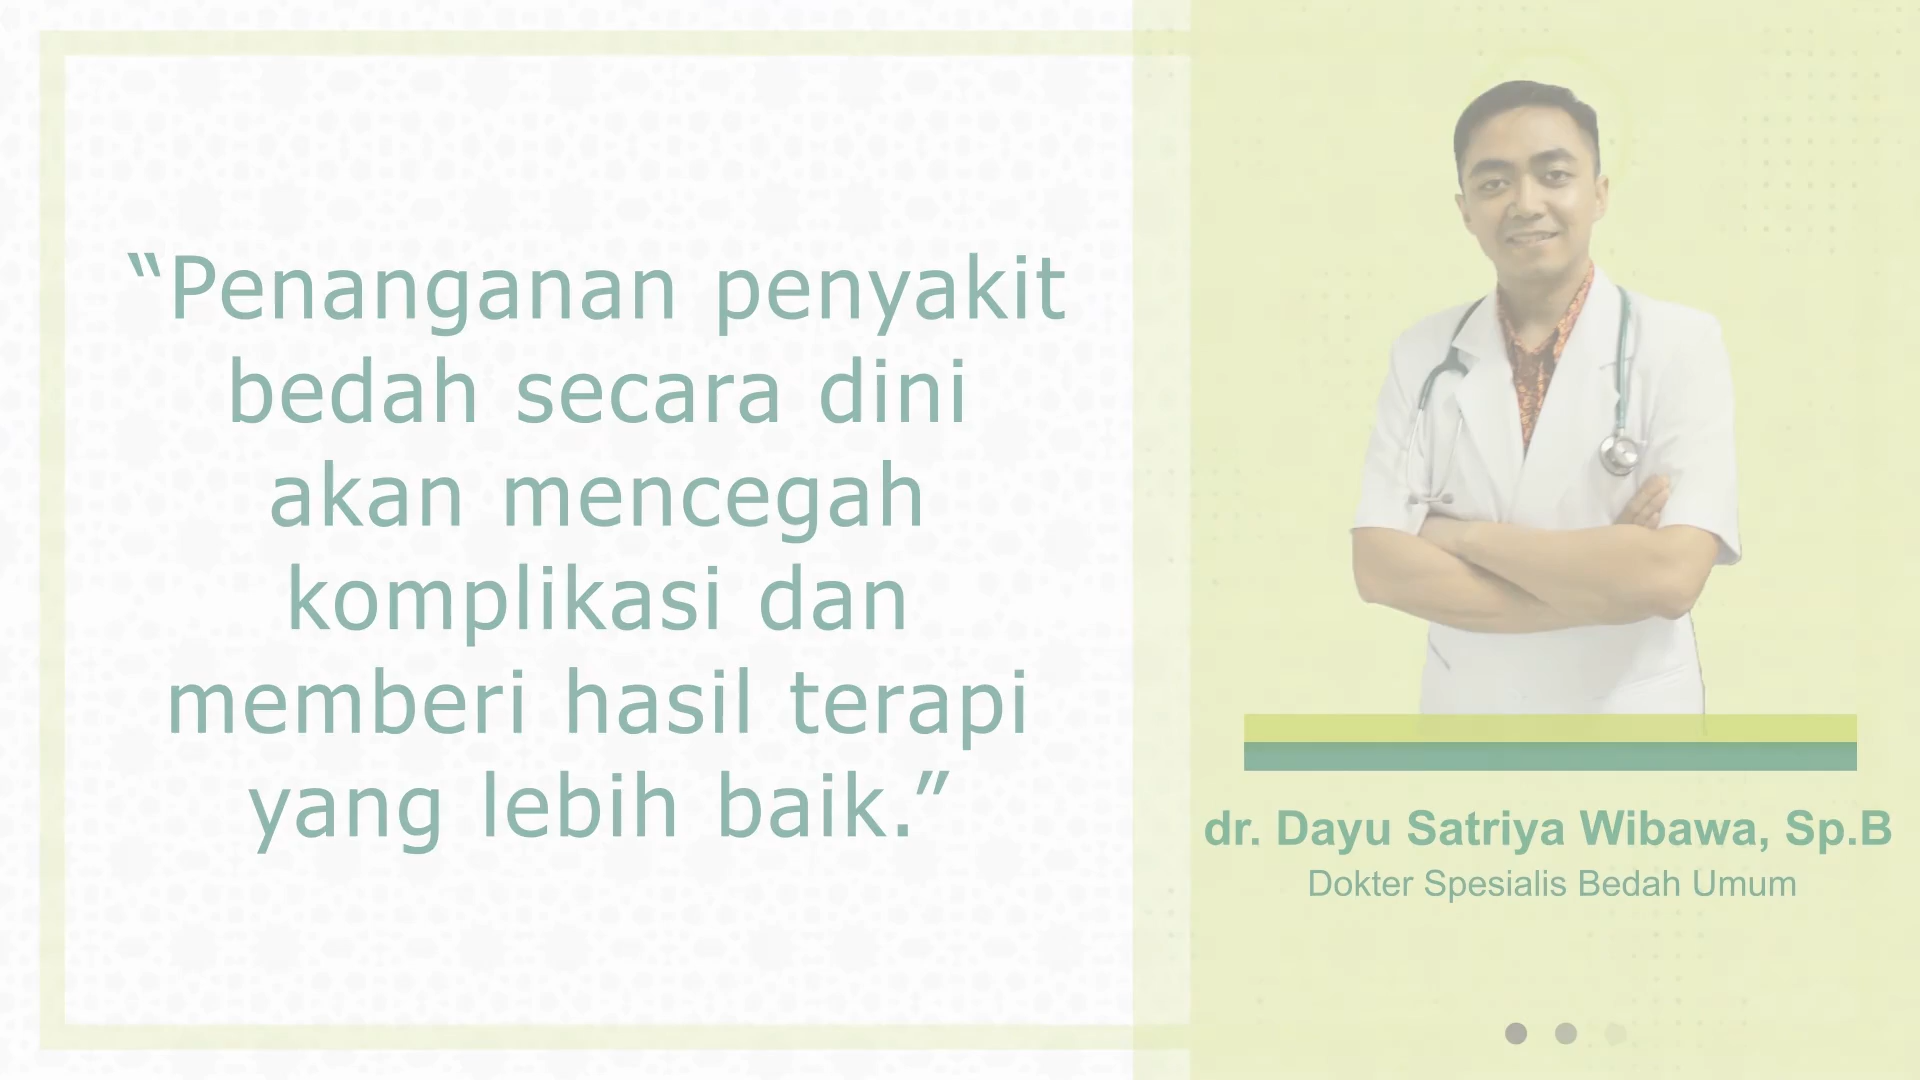 “Penanganan penyakit
bedah secara dini
akan mencegah
komplikasi dan
memberi hasil terapi
yang lebih baik.”
dr. Dayu Satriya Wibawa, Sp.B
Dokter Spesialis Bedah Umum